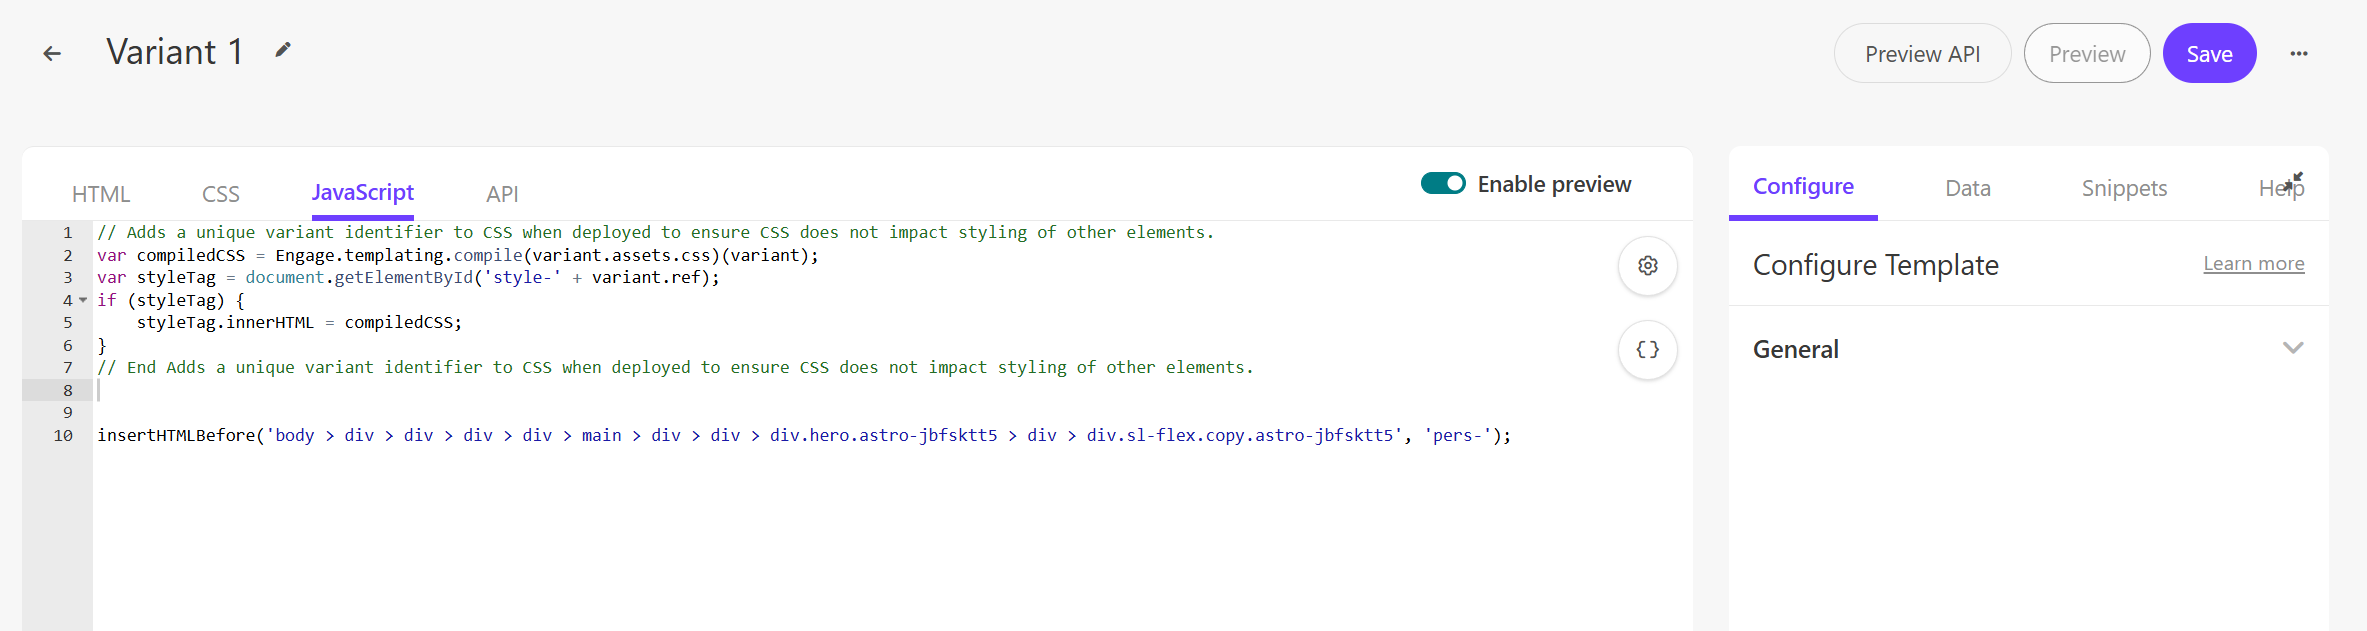 Variant 1
Preview API
Preview
Save
HTML
CSS
JavaScript
API
Enable preview
1 // Adds a unique variant identifier to CSS when deployed to ensure CSS does not impact styling of other elements.
2 var compiledCSS = Engage.templating.compile(variant.assets.css)(variant);
3 var styleTag = document.getElementById('style-' + variant.ref);
4 if (styleTag) {
5 styleTag.innerHTML = compiledCSS;
6 }
7 // End Adds a unique variant identifier to CSS when deployed to ensure CSS does not impact styling of other elements.
8
9
10 insertHTMLBefore('body > div > div > div > div > main > div > div > div.hero.astro-jbfsktt5 > div > div.sl-flex.copy.astro-jbfsktt5', 'pers-');
Configure
Data
Snippets
Help
Configure Template
Learn more
General